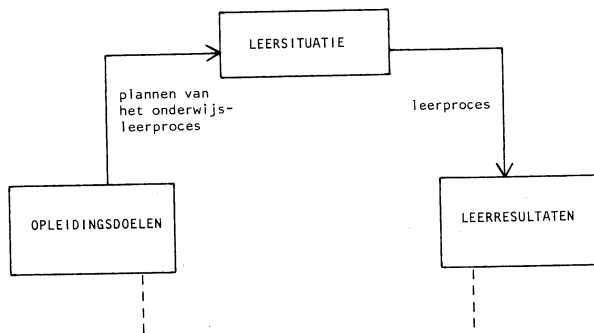 LEERSITUATIE
plannen van
het onderwijs-
leerproces
leerproces
OPLEIDINGSDOELEN
LEERRESULTATEN